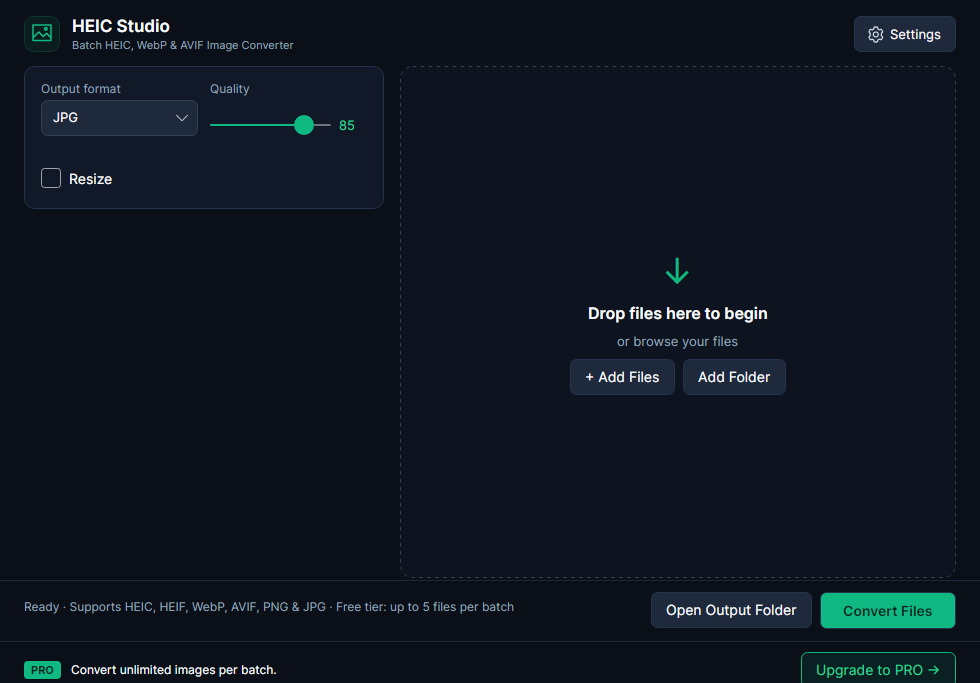 HEIC Studio
Batch HEIC, WebP & AVIF Image Converter
Settings
Output format
Quality
JPG
85
Resize
Drop files here to begin
or browse your files
+ Add Files
Add Folder
Ready · Supports HEIC, HEIF, WebP, AVIF, PNG & JPG · Free tier: up to 5 files per batch
Open Output Folder
Convert Files
PRO
Convert unlimited images per batch.
Upgrade to PRO →